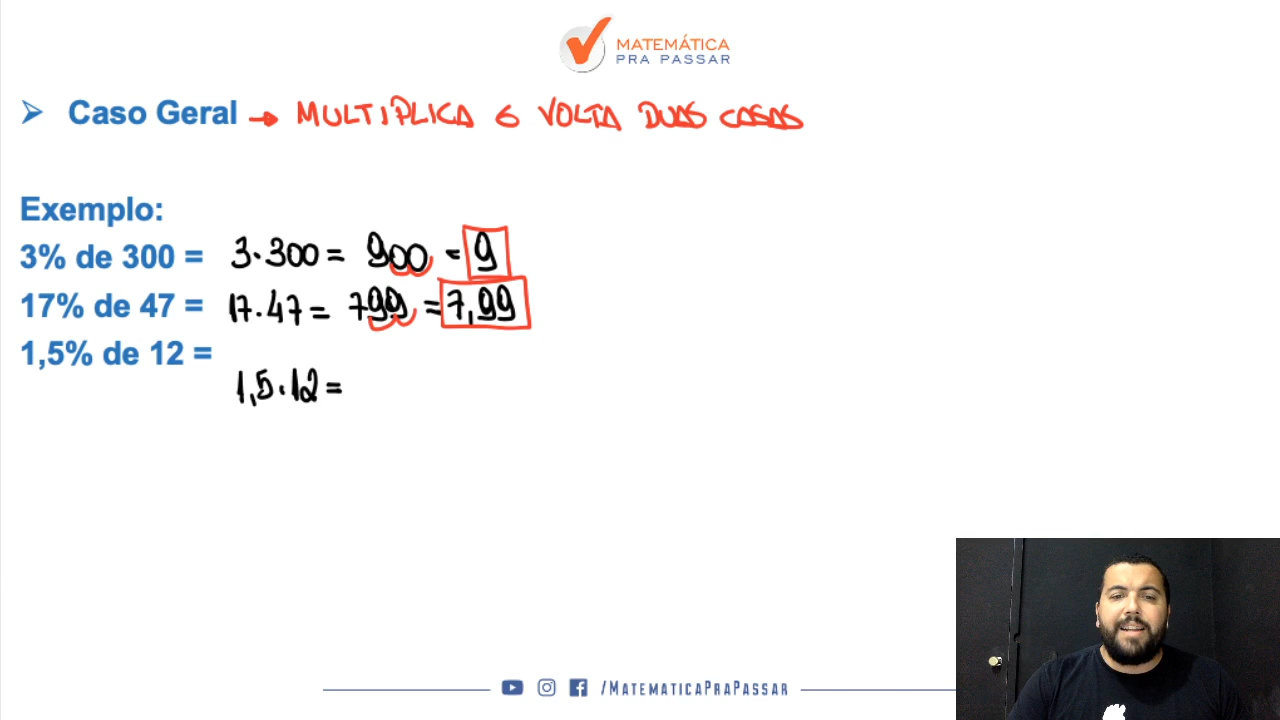 MATEMÁTICA
PRA PASSAR
➢ Caso Geral → MULTIPLICA E VOLTA DUAS CASAS
Exemplo:
3% de 300 = 3·300 = 900 = 9
17% de 47 = 17·47 = 799 = 7,99
1,5% de 12 =
1,5·12 =
/MATEMATICAPRAPASSAR